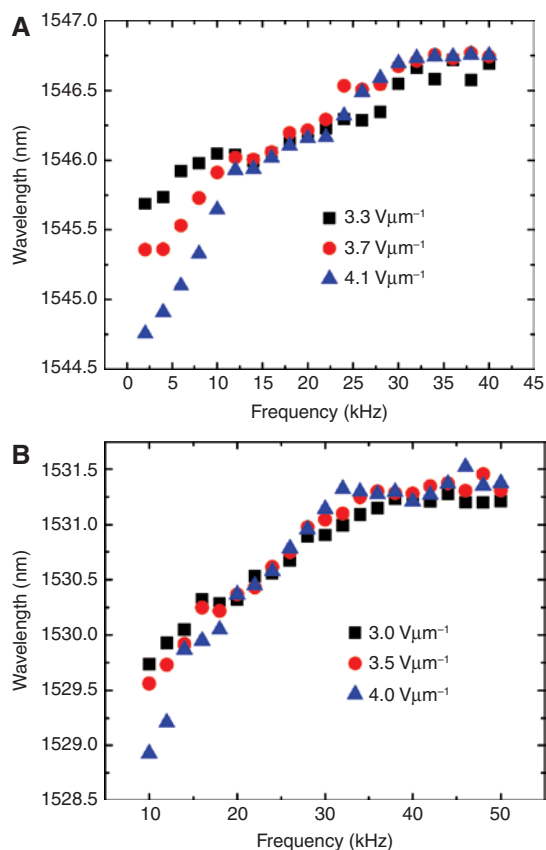 A
1547.0
1546.5
1546.0
1545.5
1545.0
1544.5
Wavelength (nm)
3.3 Vμm⁻¹
3.7 Vμm⁻¹
4.1 Vμm⁻¹
0 5 10 15 20 25 30 35 40 45
Frequency (kHz)
B
1531.5
1531.0
1530.5
1530.0
1529.5
1529.0
1528.5
Wavelength (nm)
3.0 Vμm⁻¹
3.5 Vμm⁻¹
4.0 Vμm⁻¹
10 20 30 40 50
Frequency (kHz)